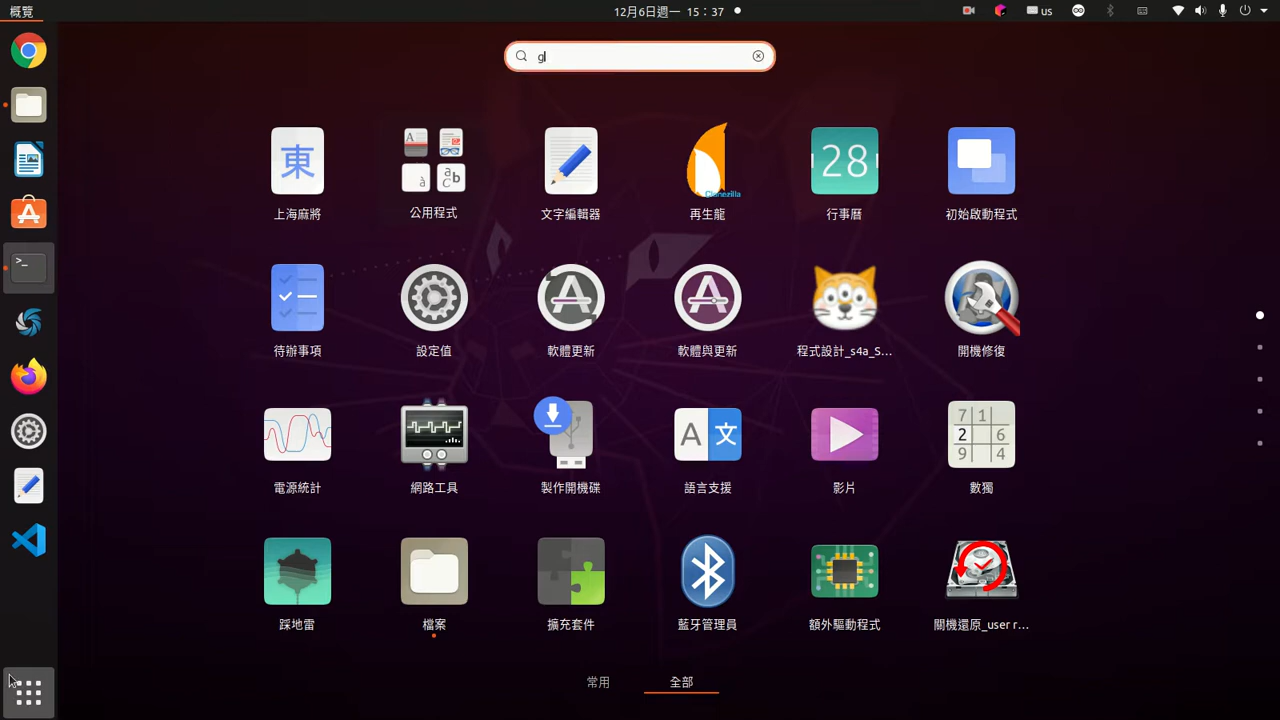 概覽
12月6日週一 15：37
us
gl
東
上海麻將
公用程式
文字編輯器
Clonezilla
再生龍
28
行事曆
初始啟動程式
待辦事項
設定值
軟體更新
軟體與更新
程式設計_s4a_S...
開機修復
電源統計
網路工具
製作開機碟
A 文
語言支援
影片
7 1
2 6
9 4
數獨
踩地雷
檔案
擴充套件
藍牙管理員
額外驅動程式
關機還原_user r...
常用
全部